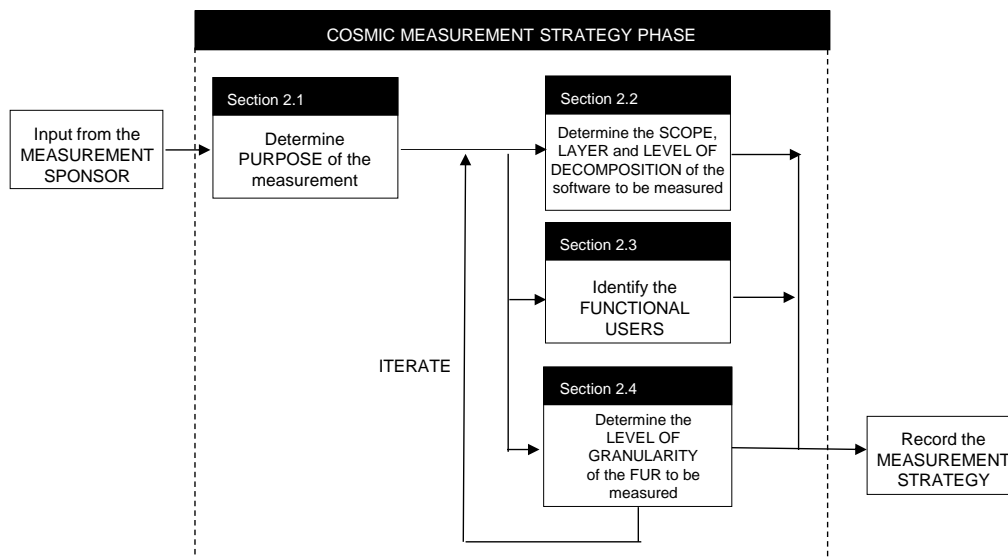 COSMIC MEASUREMENT STRATEGY PHASE
Input from the
MEASUREMENT
SPONSOR
Section 2.1
Determine
PURPOSE of the
measurement
Section 2.2
Determine the SCOPE,
LAYER and LEVEL OF
DECOMPOSITION of the
software to be measured
Section 2.3
Identify the
FUNCTIONAL
USERS
ITERATE
Section 2.4
Determine the
LEVEL OF
GRANULARITY
of the FUR to be
measured
Record the
MEASUREMENT
STRATEGY